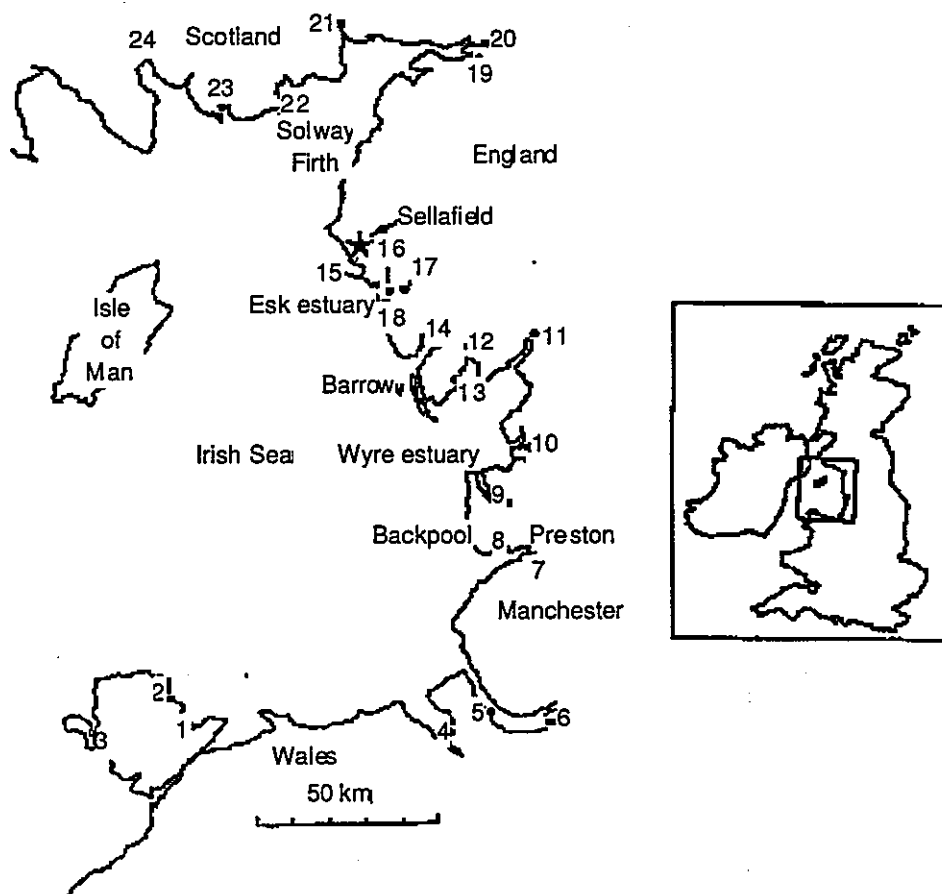 21
24
Scotland
20
19
23
22
Solway
Firth
England
Sellafield
16
15
17
Esk estuary
18
Isle
of
Man
14
12
11
Barrow
13
10
Irish Sea
Wyre estuary
9
Backpool
8
Preston
7
Manchester
2
1
3
5
4
6
Wales
50 km